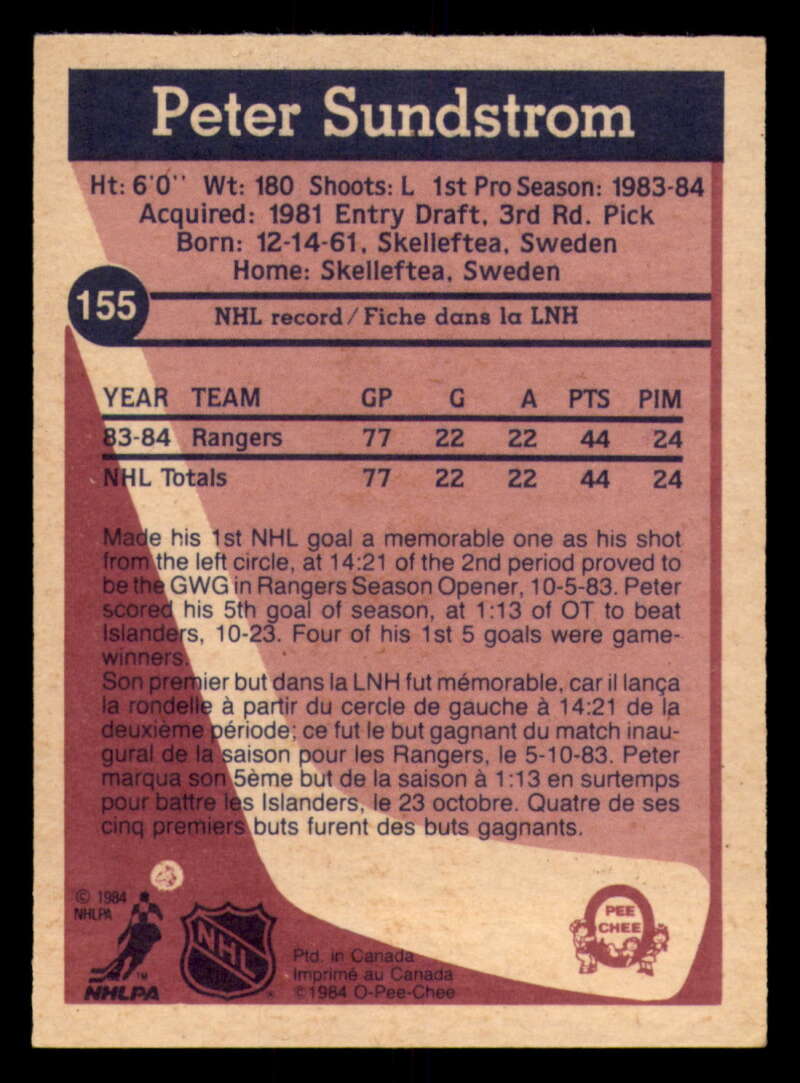 Peter Sundstrom
Ht: 6'0" Wt: 180 Shoots: L 1st Pro Season: 1983-84
Acquired: 1981 Entry Draft, 3rd Rd. Pick
Born: 12-14-61, Skelleftea, Sweden
Home: Skelleftea, Sweden
155
NHL record/Fiche dans la LNH
YEAR TEAM GP G A PTS PIM
83-84 Rangers 77 22 22 44 24
NHL Totals 77 22 22 44 24
Made his 1st NHL goal a memorable one as his shot
from the left circle, at 14:21 of the 2nd period proved to
be the GWG in Rangers Season Opener, 10-5-83. Peter
scored his 5th goal of season, at 1:13 of OT to beat
Islanders, 10-23. Four of his 1st 5 goals were game-
winners.
Son premier but dans la LNH fut mémorable, car il lança
la rondelle à partir du cercle de gauche à 14:21 de la
deuxième période; ce fut le but gagnant du match inau-
gural de la saison pour les Rangers, le 5-10-83. Peter
marqua son 5ème but de la saison à 1:13 en surtemps
pour battre les Islanders, le 23 octobre. Quatre de ses
cinq premiers buts furent des buts gagnants.
© 1984
NHLPA
TM
NHLPA
NHL
Ptd. in Canada
Imprimé au Canada
©1984 O-Pee-Chee
PEE
CHEE